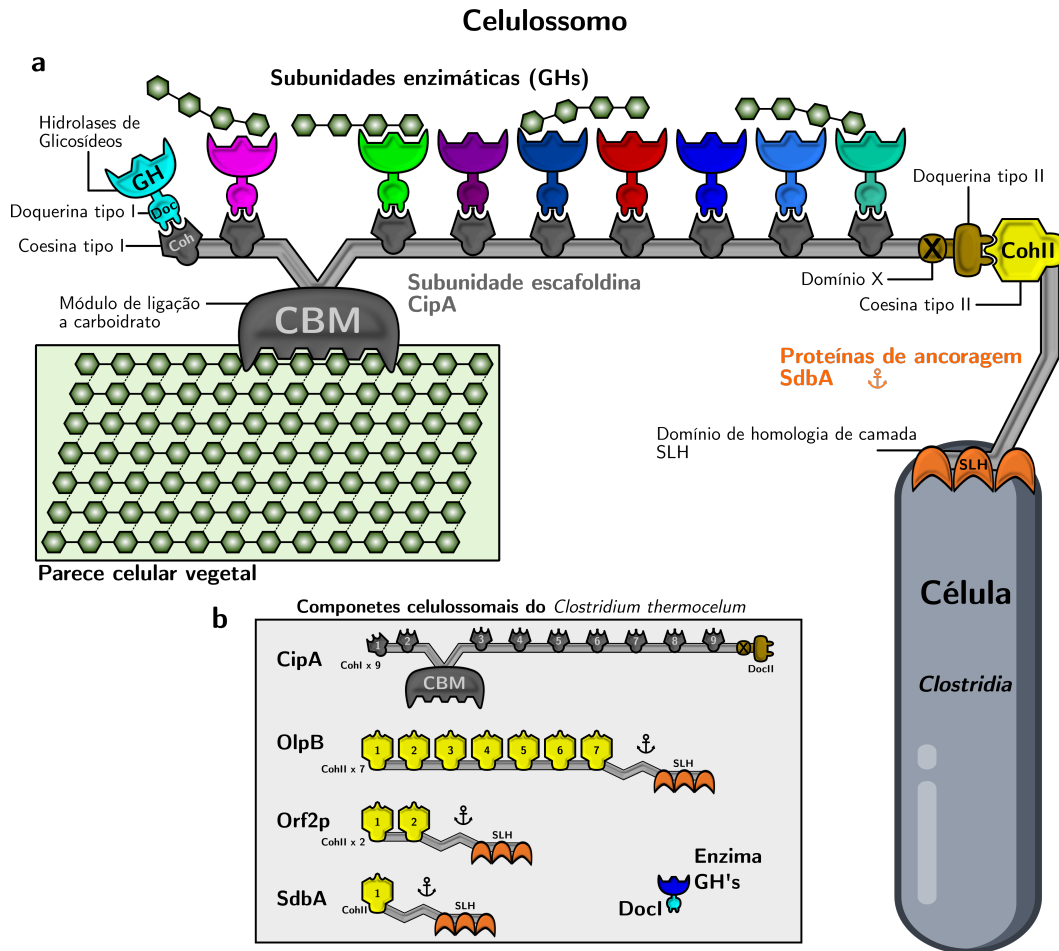 Celulossomo
a
Subunidades enzimáticas (GHs)
Hidrolases de
Glicosídeos
GH
Doquerina tipo I
Doc
Coesina tipo I
Coh
Doquerina tipo II
X
CohII
Domínio X
Coesina tipo II
Subunidade escafoldina
CipA
Módulo de ligação
a carboidrato
CBM
Proteínas de ancoragem
SdbA
Domínio de homologia de camada
SLH
SLH
Parece celular vegetal
Célula
Clostridia
b
Componetes celulossomais do Clostridium thermocelum
CipA
CohI x 9
1 2 3 4 5 6 7 8 9
X
DocII
CBM
OlpB
CohII x 7
1 2 3 4 5 6 7
SLH
Orf2p
CohII x 2
1 2
SLH
SdbA
CohII
1
SLH
Enzima
GH's
DocI